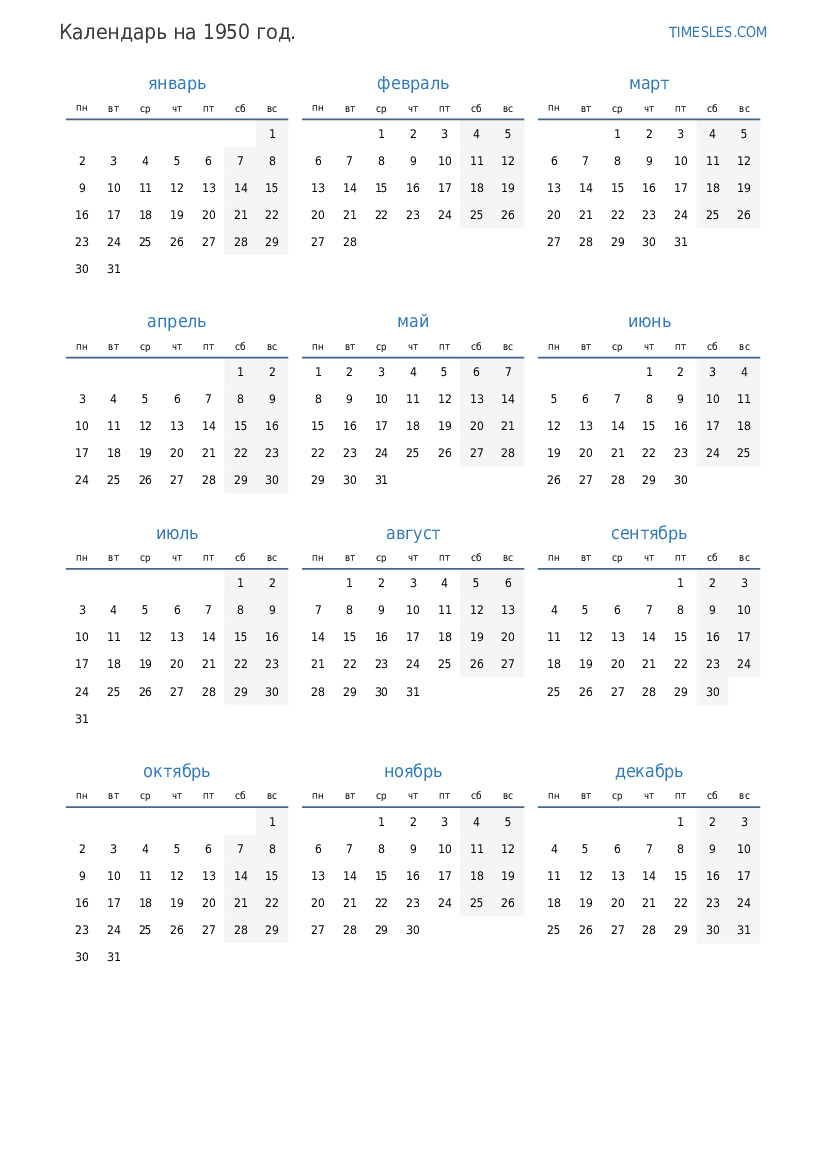 Календарь на 1950 год. TIMESLES.COM
январь февраль март
пн вт ср чт пт сб вс пн вт ср чт пт сб вс пн вт ср чт пт сб вс
1 1 2 3 4 5 1 2 3 4 5
2 3 4 5 6 7 8 6 7 8 9 10 11 12 6 7 8 9 10 11 12
9 10 11 12 13 14 15 13 14 15 16 17 18 19 13 14 15 16 17 18 19
16 17 18 19 20 21 22 20 21 22 23 24 25 26 20 21 22 23 24 25 26
23 24 25 26 27 28 29 27 28 27 28 29 30 31
30 31
апрель май июнь
пн вт ср чт пт сб вс пн вт ср чт пт сб вс пн вт ср чт пт сб вс
1 2 1 2 3 4 5 6 7 1 2 3 4
3 4 5 6 7 8 9 8 9 10 11 12 13 14 5 6 7 8 9 10 11
10 11 12 13 14 15 16 15 16 17 18 19 20 21 12 13 14 15 16 17 18
17 18 19 20 21 22 23 22 23 24 25 26 27 28 19 20 21 22 23 24 25
24 25 26 27 28 29 30 29 30 31 26 27 28 29 30
июль август сентябрь
пн вт ср чт пт сб вс пн вт ср чт пт сб вс пн вт ср чт пт сб вс
1 2 1 2 3 4 5 6 1 2 3
3 4 5 6 7 8 9 7 8 9 10 11 12 13 4 5 6 7 8 9 10
10 11 12 13 14 15 16 14 15 16 17 18 19 20 11 12 13 14 15 16 17
17 18 19 20 21 22 23 21 22 23 24 25 26 27 18 19 20 21 22 23 24
24 25 26 27 28 29 30 28 29 30 31 25 26 27 28 29 30
31
октябрь ноябрь декабрь
пн вт ср чт пт сб вс пн вт ср чт пт сб вс пн вт ср чт пт сб вс
1 1 2 3 4 5 1 2 3
2 3 4 5 6 7 8 6 7 8 9 10 11 12 4 5 6 7 8 9 10
9 10 11 12 13 14 15 13 14 15 16 17 18 19 11 12 13 14 15 16 17
16 17 18 19 20 21 22 20 21 22 23 24 25 26 18 19 20 21 22 23 24
23 24 25 26 27 28 29 27 28 29 30 25 26 27 28 29 30 31
30 31